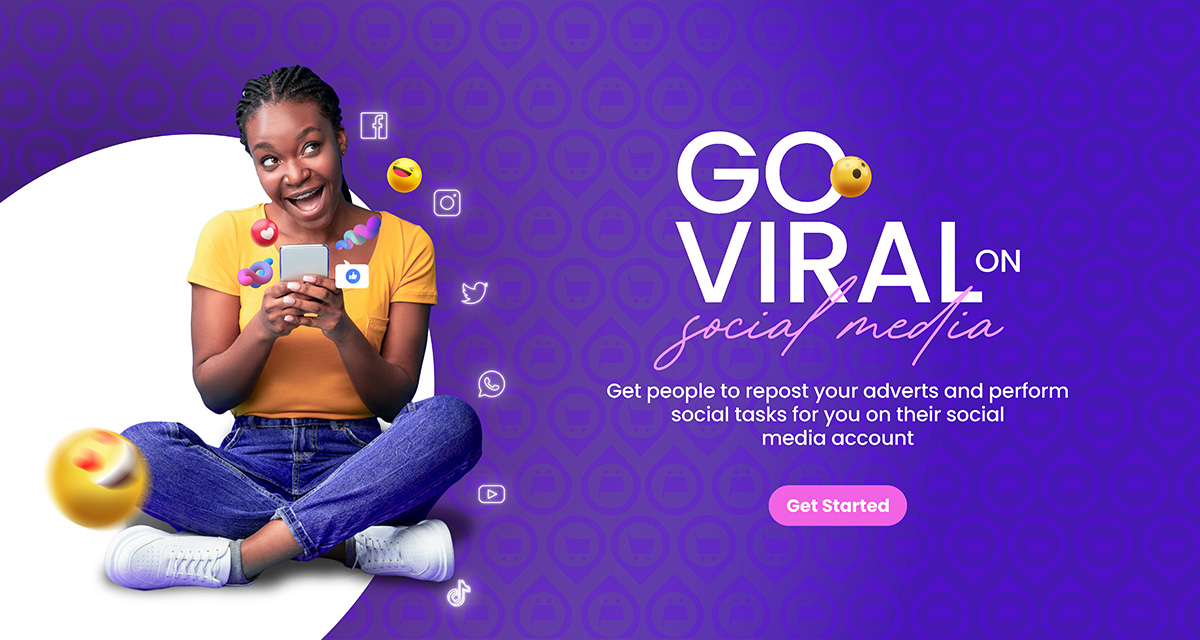 GO
VIRAL ON
social media
Get people to repost your adverts and perform
social tasks for you on their social
media account
Get Started